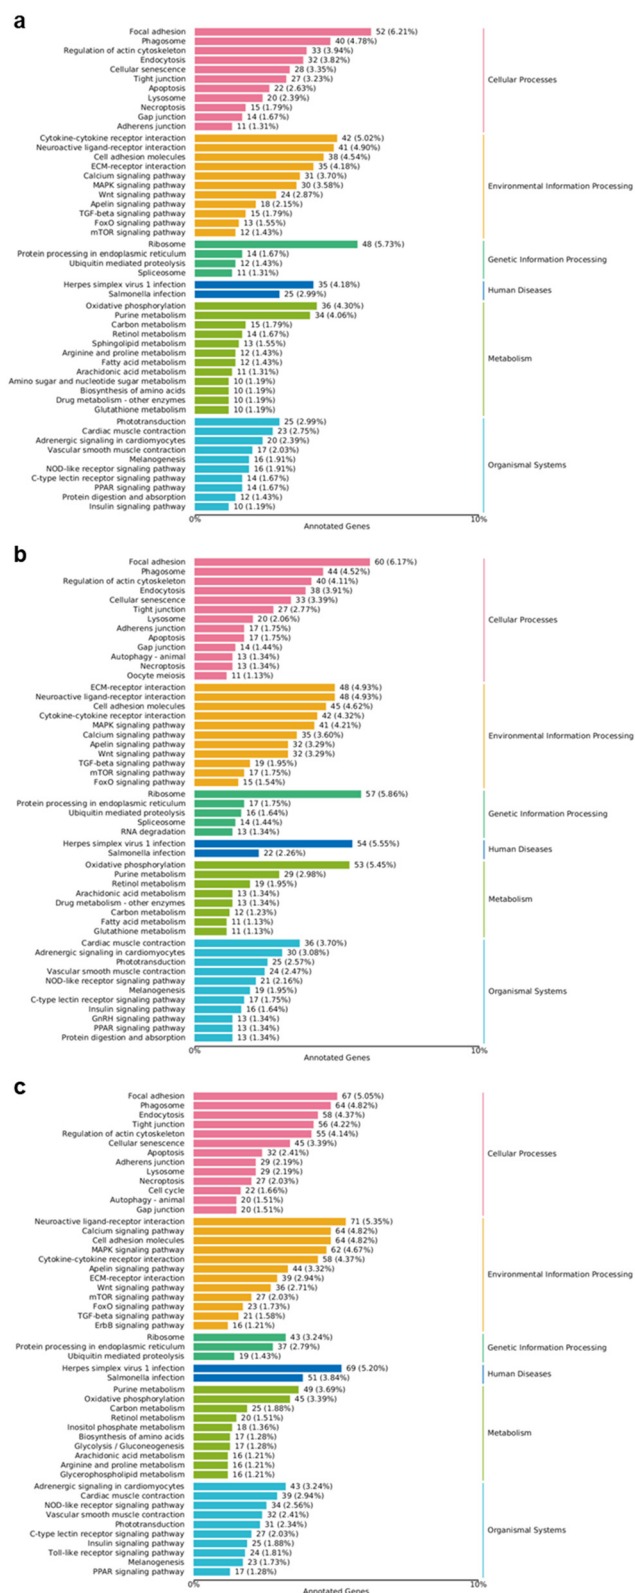 a
Focal adhesion 52 (6.21%)
Phagosome 40 (4.78%)
Regulation of actin cytoskeleton 33 (3.94%)
Endocytosis 32 (3.82%)
Cellular senescence 28 (3.35%)
Tight junction 27 (3.23%)
Apoptosis 22 (2.63%)
Lysosome 20 (2.39%)
Necroptosis 15 (1.79%)
Gap junction 14 (1.67%)
Adherens junction 11 (1.31%)
Cellular Processes
Cytokine-cytokine receptor interaction 42 (5.02%)
Neuroactive ligand-receptor interaction 41 (4.90%)
Cell adhesion molecules 38 (4.54%)
ECM-receptor interaction 35 (4.18%)
Calcium signaling pathway 31 (3.70%)
MAPK signaling pathway 30 (3.58%)
Wnt signaling pathway 24 (2.87%)
Apelin signaling pathway 18 (2.15%)
TGF-beta signaling pathway 15 (1.79%)
FoxO signaling pathway 13 (1.55%)
mTOR signaling pathway 12 (1.43%)
Environmental Information Processing
Ribosome 48 (5.73%)
Protein processing in endoplasmic reticulum 14 (1.67%)
Ubiquitin mediated proteolysis 12 (1.43%)
Spliceosome 11 (1.31%)
Genetic Information Processing
Herpes simplex virus 1 infection 35 (4.18%)
Salmonella infection 25 (2.99%)
Human Diseases
Oxidative phosphorylation 36 (4.30%)
Purine metabolism 34 (4.06%)
Carbon metabolism 15 (1.79%)
Retinol metabolism 14 (1.67%)
Sphingolipid metabolism 13 (1.55%)
Arginine and proline metabolism 12 (1.43%)
Fatty acid metabolism 12 (1.43%)
Arachidonic acid metabolism 11 (1.31%)
Amino sugar and nucleotide sugar metabolism 10 (1.19%)
Biosynthesis of amino acids 10 (1.19%)
Drug metabolism - other enzymes 10 (1.19%)
Glutathione metabolism 10 (1.19%)
Metabolism
Phototransduction 25 (2.99%)
Cardiac muscle contraction 23 (2.75%)
Adrenergic signaling in cardiomyocytes 20 (2.39%)
Vascular smooth muscle contraction 17 (2.03%)
Melanogenesis 16 (1.91%)
NOD-like receptor signaling pathway 16 (1.91%)
C-type lectin receptor signaling pathway 14 (1.67%)
PPAR signaling pathway 14 (1.67%)
Protein digestion and absorption 12 (1.43%)
Insulin signaling pathway 10 (1.19%)
Organismal Systems
0% 10%
Annotated Genes
b
Focal adhesion 60 (6.17%)
Phagosome 44 (4.52%)
Regulation of actin cytoskeleton 40 (4.11%)
Endocytosis 38 (3.91%)
Cellular senescence 33 (3.39%)
Tight junction 27 (2.77%)
Lysosome 20 (2.06%)
Adherens junction 17 (1.75%)
Apoptosis 17 (1.75%)
Gap junction 14 (1.44%)
Autophagy - animal 13 (1.34%)
Necroptosis 13 (1.34%)
Oocyte meiosis 11 (1.13%)
Cellular Processes
ECM-receptor interaction 48 (4.93%)
Neuroactive ligand-receptor interaction 48 (4.93%)
Cell adhesion molecules 45 (4.62%)
Cytokine-cytokine receptor interaction 42 (4.32%)
MAPK signaling pathway 41 (4.21%)
Calcium signaling pathway 35 (3.60%)
Apelin signaling pathway 32 (3.29%)
Wnt signaling pathway 32 (3.29%)
TGF-beta signaling pathway 19 (1.95%)
mTOR signaling pathway 17 (1.75%)
FoxO signaling pathway 15 (1.54%)
Environmental Information Processing
Ribosome 57 (5.86%)
Protein processing in endoplasmic reticulum 17 (1.75%)
Ubiquitin mediated proteolysis 16 (1.64%)
Spliceosome 14 (1.44%)
RNA degradation 13 (1.34%)
Genetic Information Processing
Herpes simplex virus 1 infection 54 (5.55%)
Salmonella infection 22 (2.26%)
Human Diseases
Oxidative phosphorylation 53 (5.45%)
Purine metabolism 29 (2.98%)
Retinol metabolism 19 (1.95%)
Arachidonic acid metabolism 13 (1.34%)
Drug metabolism - other enzymes 13 (1.34%)
Carbon metabolism 12 (1.23%)
Fatty acid metabolism 11 (1.13%)
Glutathione metabolism 11 (1.13%)
Metabolism
Cardiac muscle contraction 36 (3.70%)
Adrenergic signaling in cardiomyocytes 30 (3.08%)
Phototransduction 25 (2.57%)
Vascular smooth muscle contraction 24 (2.47%)
NOD-like receptor signaling pathway 21 (2.16%)
Melanogenesis 19 (1.95%)
C-type lectin receptor signaling pathway 17 (1.75%)
Insulin signaling pathway 16 (1.64%)
GnRH signaling pathway 13 (1.34%)
PPAR signaling pathway 13 (1.34%)
Protein digestion and absorption 13 (1.34%)
Organismal Systems
0% 10%
Annotated Genes
c
Focal adhesion 67 (5.05%)
Phagosome 64 (4.82%)
Endocytosis 58 (4.37%)
Tight junction 56 (4.22%)
Regulation of actin cytoskeleton 55 (4.14%)
Cellular senescence 45 (3.39%)
Apoptosis 32 (2.41%)
Adherens junction 29 (2.19%)
Lysosome 29 (2.19%)
Necroptosis 27 (2.03%)
Cell cycle 22 (1.66%)
Autophagy - animal 20 (1.51%)
Gap junction 20 (1.51%)
Cellular Processes
Neuroactive ligand-receptor interaction 71 (5.35%)
Calcium signaling pathway 64 (4.82%)
Cell adhesion molecules 64 (4.82%)
MAPK signaling pathway 62 (4.67%)
Cytokine-cytokine receptor interaction 58 (4.37%)
Apelin signaling pathway 44 (3.32%)
ECM-receptor interaction 39 (2.94%)
Wnt signaling pathway 36 (2.71%)
mTOR signaling pathway 27 (2.03%)
FoxO signaling pathway 23 (1.73%)
TGF-beta signaling pathway 21 (1.58%)
ErbB signaling pathway 16 (1.21%)
Environmental Information Processing
Ribosome 43 (3.24%)
Protein processing in endoplasmic reticulum 37 (2.79%)
Ubiquitin mediated proteolysis 19 (1.43%)
Genetic Information Processing
Herpes simplex virus 1 infection 69 (5.20%)
Salmonella infection 51 (3.84%)
Human Diseases
Purine metabolism 49 (3.69%)
Oxidative phosphorylation 45 (3.39%)
Carbon metabolism 25 (1.88%)
Retinol metabolism 20 (1.51%)
Inositol phosphate metabolism 18 (1.36%)
Biosynthesis of amino acids 17 (1.28%)
Glycolysis / Gluconeogenesis 17 (1.28%)
Arachidonic acid metabolism 16 (1.21%)
Arginine and proline metabolism 16 (1.21%)
Glycerophospholipid metabolism 16 (1.21%)
Metabolism
Adrenergic signaling in cardiomyocytes 43 (3.24%)
Cardiac muscle contraction 39 (2.94%)
NOD-like receptor signaling pathway 34 (2.56%)
Vascular smooth muscle contraction 32 (2.41%)
Phototransduction 31 (2.34%)
C-type lectin receptor signaling pathway 27 (2.03%)
Insulin signaling pathway 25 (1.88%)
Toll-like receptor signaling pathway 24 (1.81%)
Melanogenesis 23 (1.73%)
PPAR signaling pathway 17 (1.28%)
Organismal Systems
0% 10%
Annotated Genes